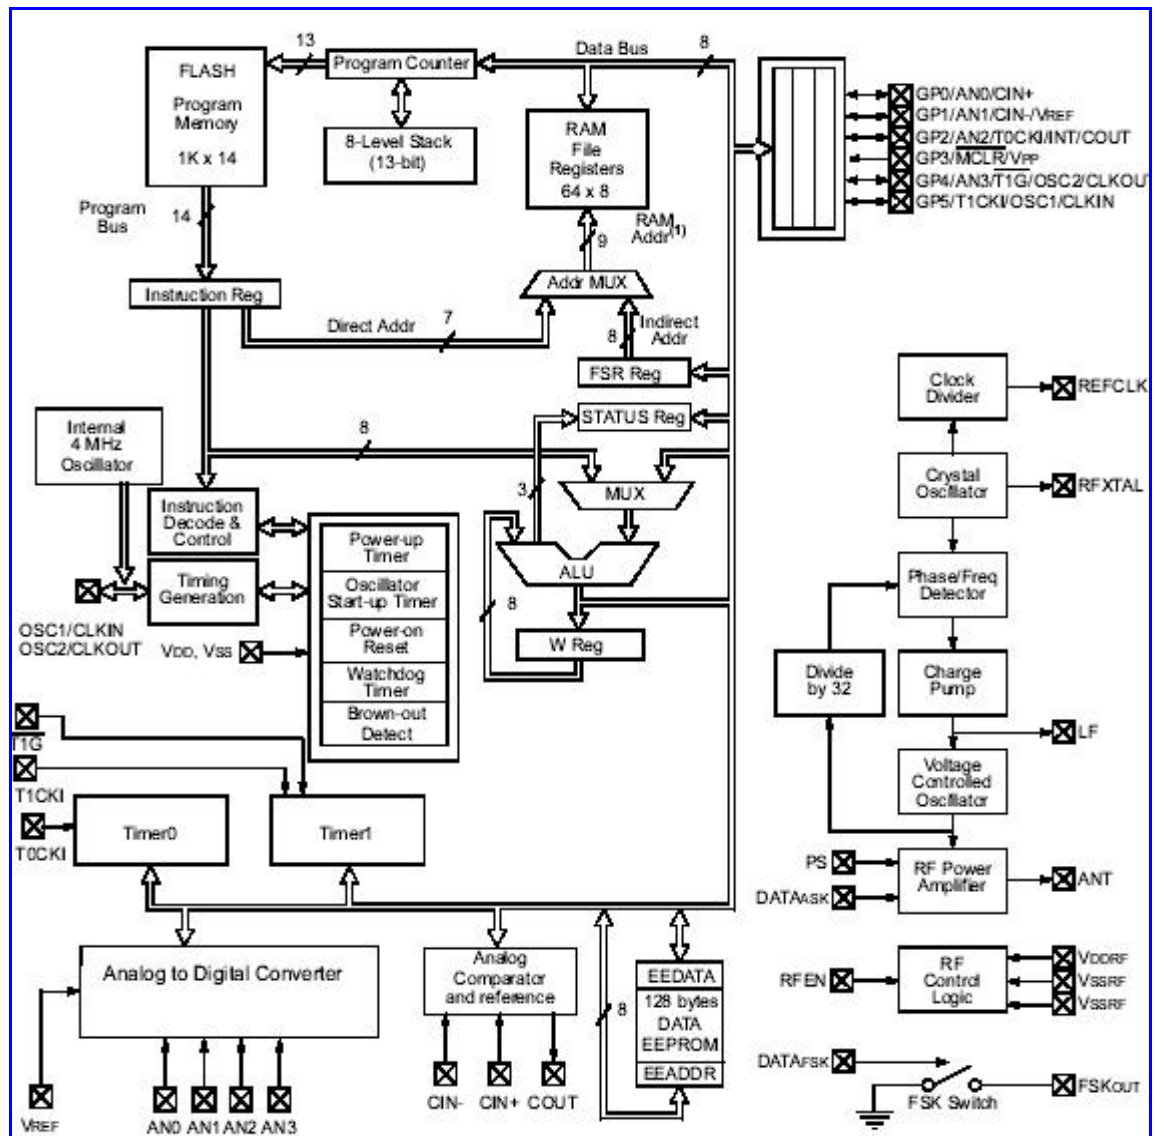 13
Data Bus
8
FLASH
Program
Memory
1K x 14
Program Counter
8-Level Stack
(13-bit)
RAM
File
Registers
64 x 8
GP0/AN0/CIN+
GP1/AN1/CIN-/VREF
GP2/AN2/T0CKI/INT/COUT
GP3/MCLR/VPP
GP4/AN3/T1G/OSC2/CLKOUT
GP5/T1CKI/OSC1/CLKIN
Program
Bus
14
RAM
Addr(1)
9
Addr MUX
Instruction Reg
Direct Addr
7
8
Indirect
Addr
FSR Reg
STATUS Reg
Clock
Divider
REFCLK
Internal
4 MHz
Oscillator
8
3
MUX
Crystal
Oscillator
RFXTAL
Instruction
Decode &
Control
Power-up
Timer
Oscillator
Start-up Timer
Power-on
Reset
Watchdog
Timer
Brown-out
Detect
ALU
8
W Reg
Timing
Generation
OSC1/CLKIN
OSC2/CLKOUT
VDD, VSS
Phase/Freq
Detector
Divide
by 32
Charge
Pump
LF
Voltage
Controlled
Oscillator
T1G
T1CKI
T0CKI
Timer0
Timer1
PS
DATAASK
RF Power
Amplifier
ANT
Analog to Digital Converter
Analog
Comparator
and reference
8
EEDATA
128 bytes
DATA
EEPROM
EEADDR
RFEN
RF
Control
Logic
VDDRF
VSSRF
VSSRF
VREF
AN0 AN1 AN2 AN3
CIN- CIN+ COUT
DATAFSK
FSK Switch
FSKOUT